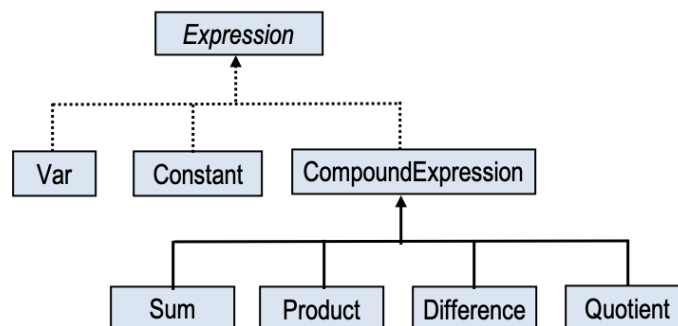 Expression
Var
Constant
CompoundExpression
Sum
Product
Difference
Quotient